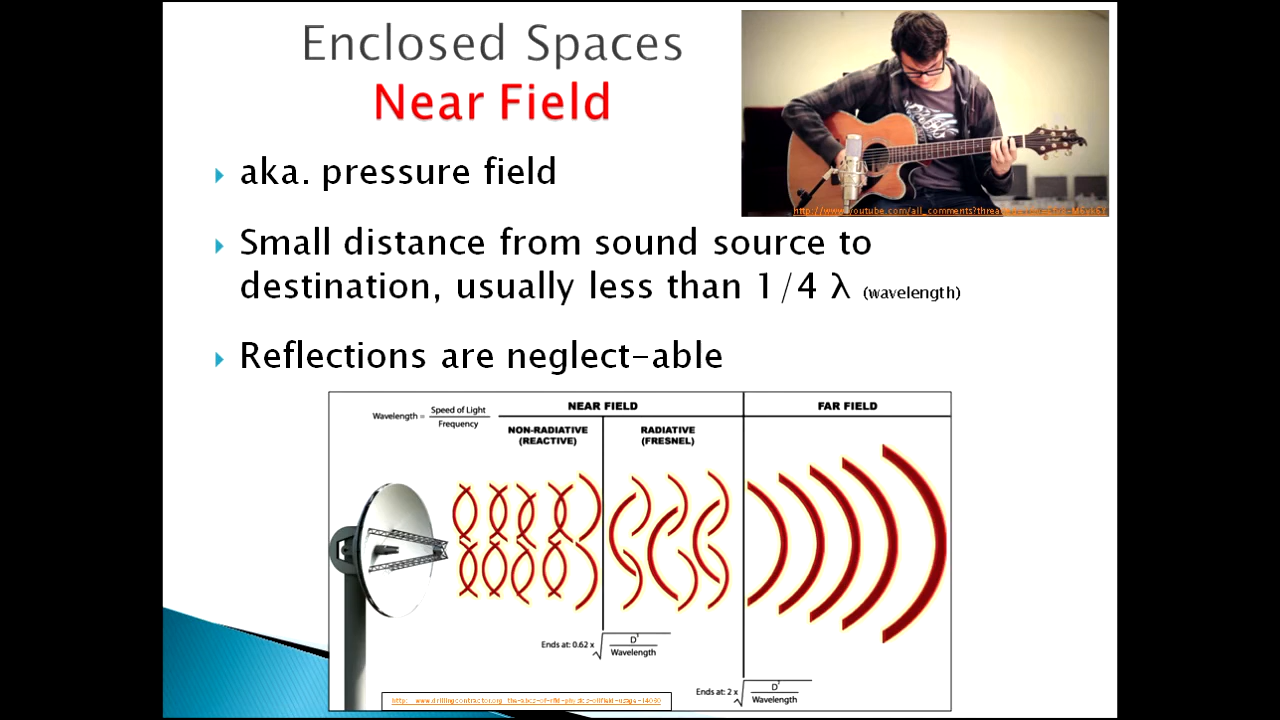 Enclosed Spaces
Near Field
aka. pressure field
Small distance from sound source to
destination, usually less than 1/4 λ (wavelength)
Reflections are neglect-able
Wavelength = Speed of Light
Frequency
NEAR FIELD
FAR FIELD
NON-RADIATIVE
(REACTIVE)
RADIATIVE
(FRESNEL)
Ends at: 0.62 x √ D
Wavelength
Ends at: 2 x √ D
Wavelength